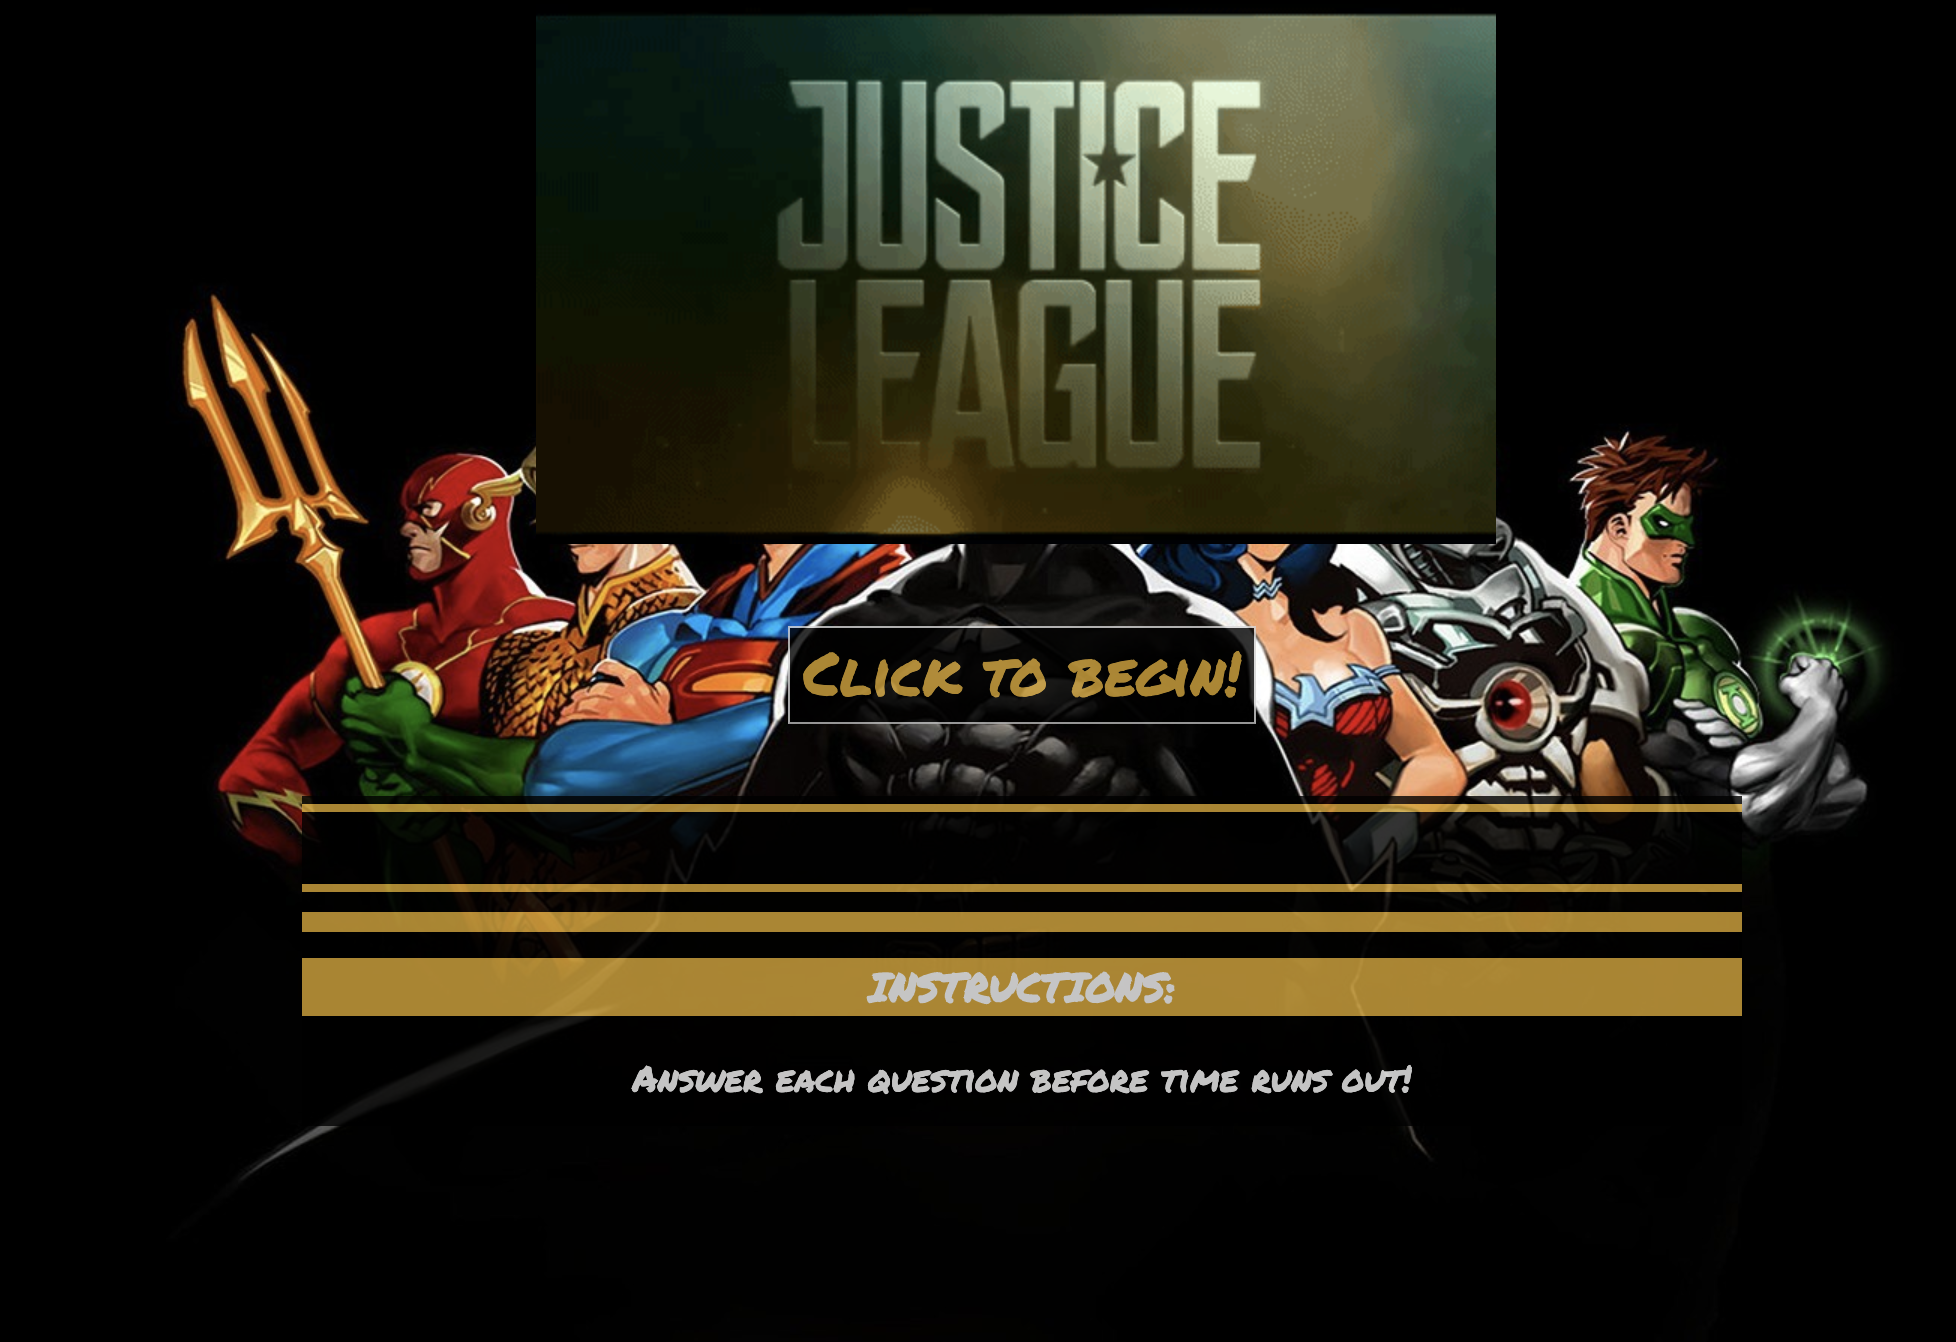 JUSTICE
LEAGUE
Click to begin!
INSTRUCTIONS:
Answer each question before time runs out!